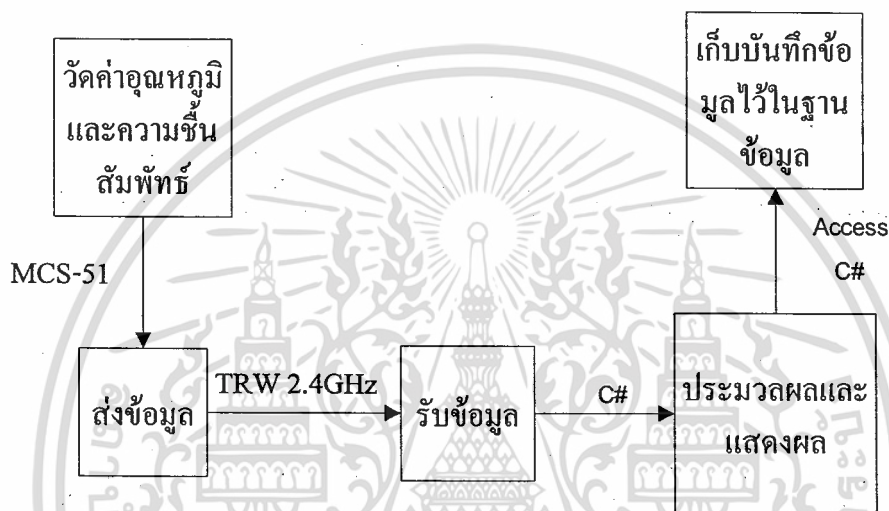 วัดค่าอุณหภูมิ
และความชื้น
สัมพัทธ์
เก็บบันทึกข้อ
มูลไว้ในฐาน
ข้อมูล
MCS-51
Access
C#
ส่งข้อมูล
TRW 2.4GHz
รับข้อมูล
C#
ประมวลผลและ
แสดงผล